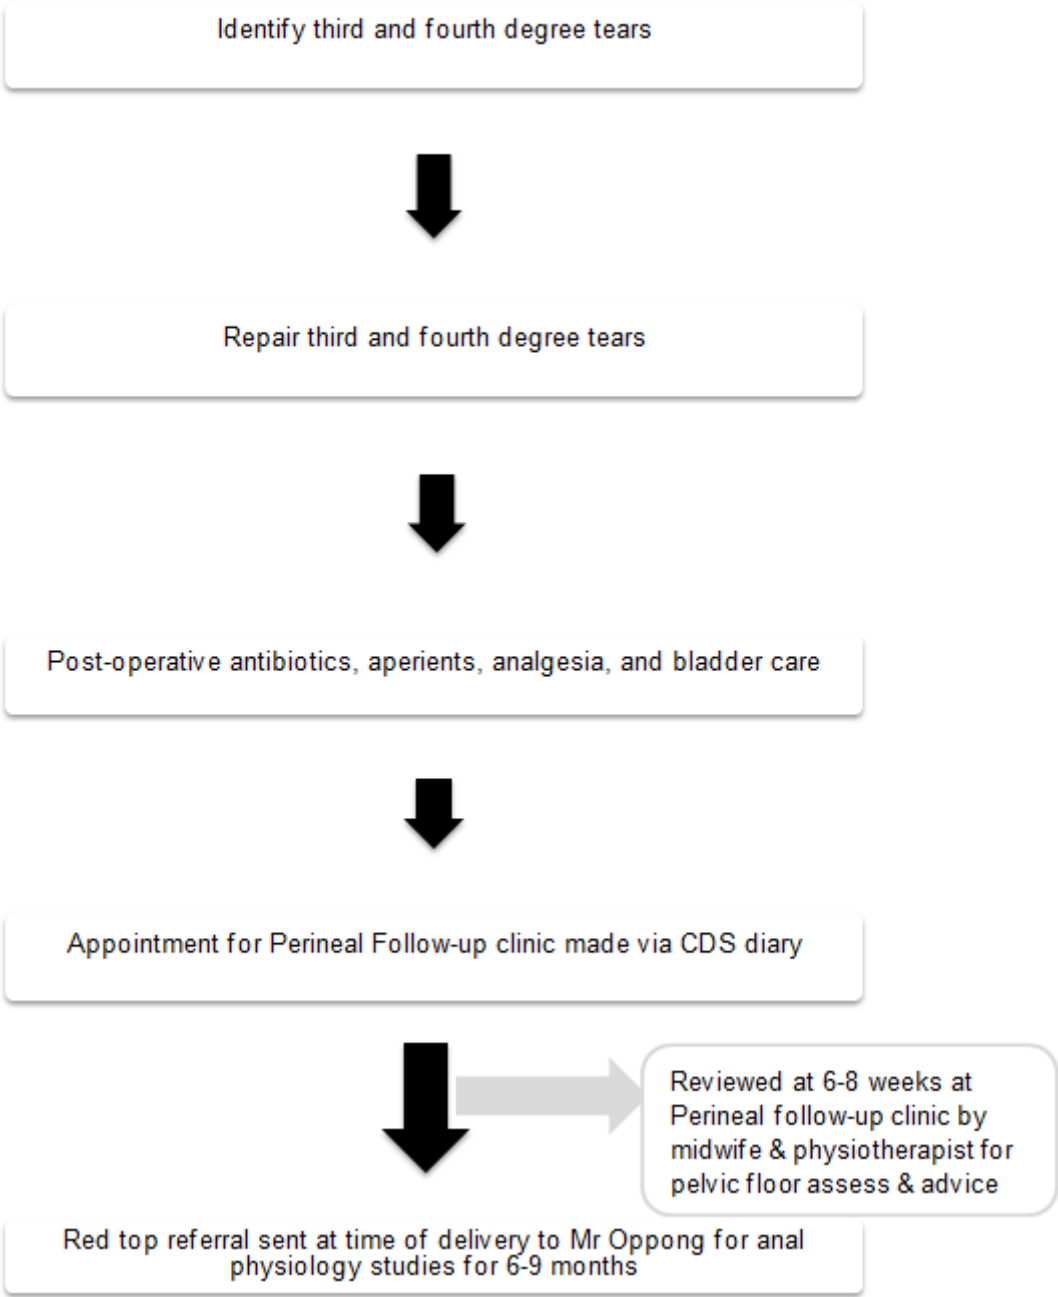 Identify third and fourth degree tears
Repair third and fourth degree tears
Post-operative antibiotics, aperients, analgesia, and bladder care
Appointment for Perineal Follow-up clinic made via CDS diary
Reviewed at 6-8 weeks at
Perineal follow-up clinic by
midwife & physiotherapist for
pelvic floor assess & advice
Red top referral sent at time of delivery to Mr Oppong for anal
physiology studies for 6-9 months